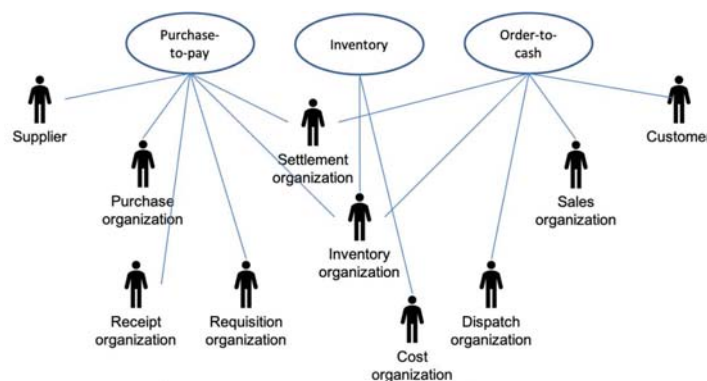 Purchase-
to-pay
Inventory
Order-to-
cash
Supplier
Settlement
organization
Customer
Purchase
organization
Sales
organization
Inventory
organization
Receipt
organization
Requisition
organization
Cost
organization
Dispatch
organization